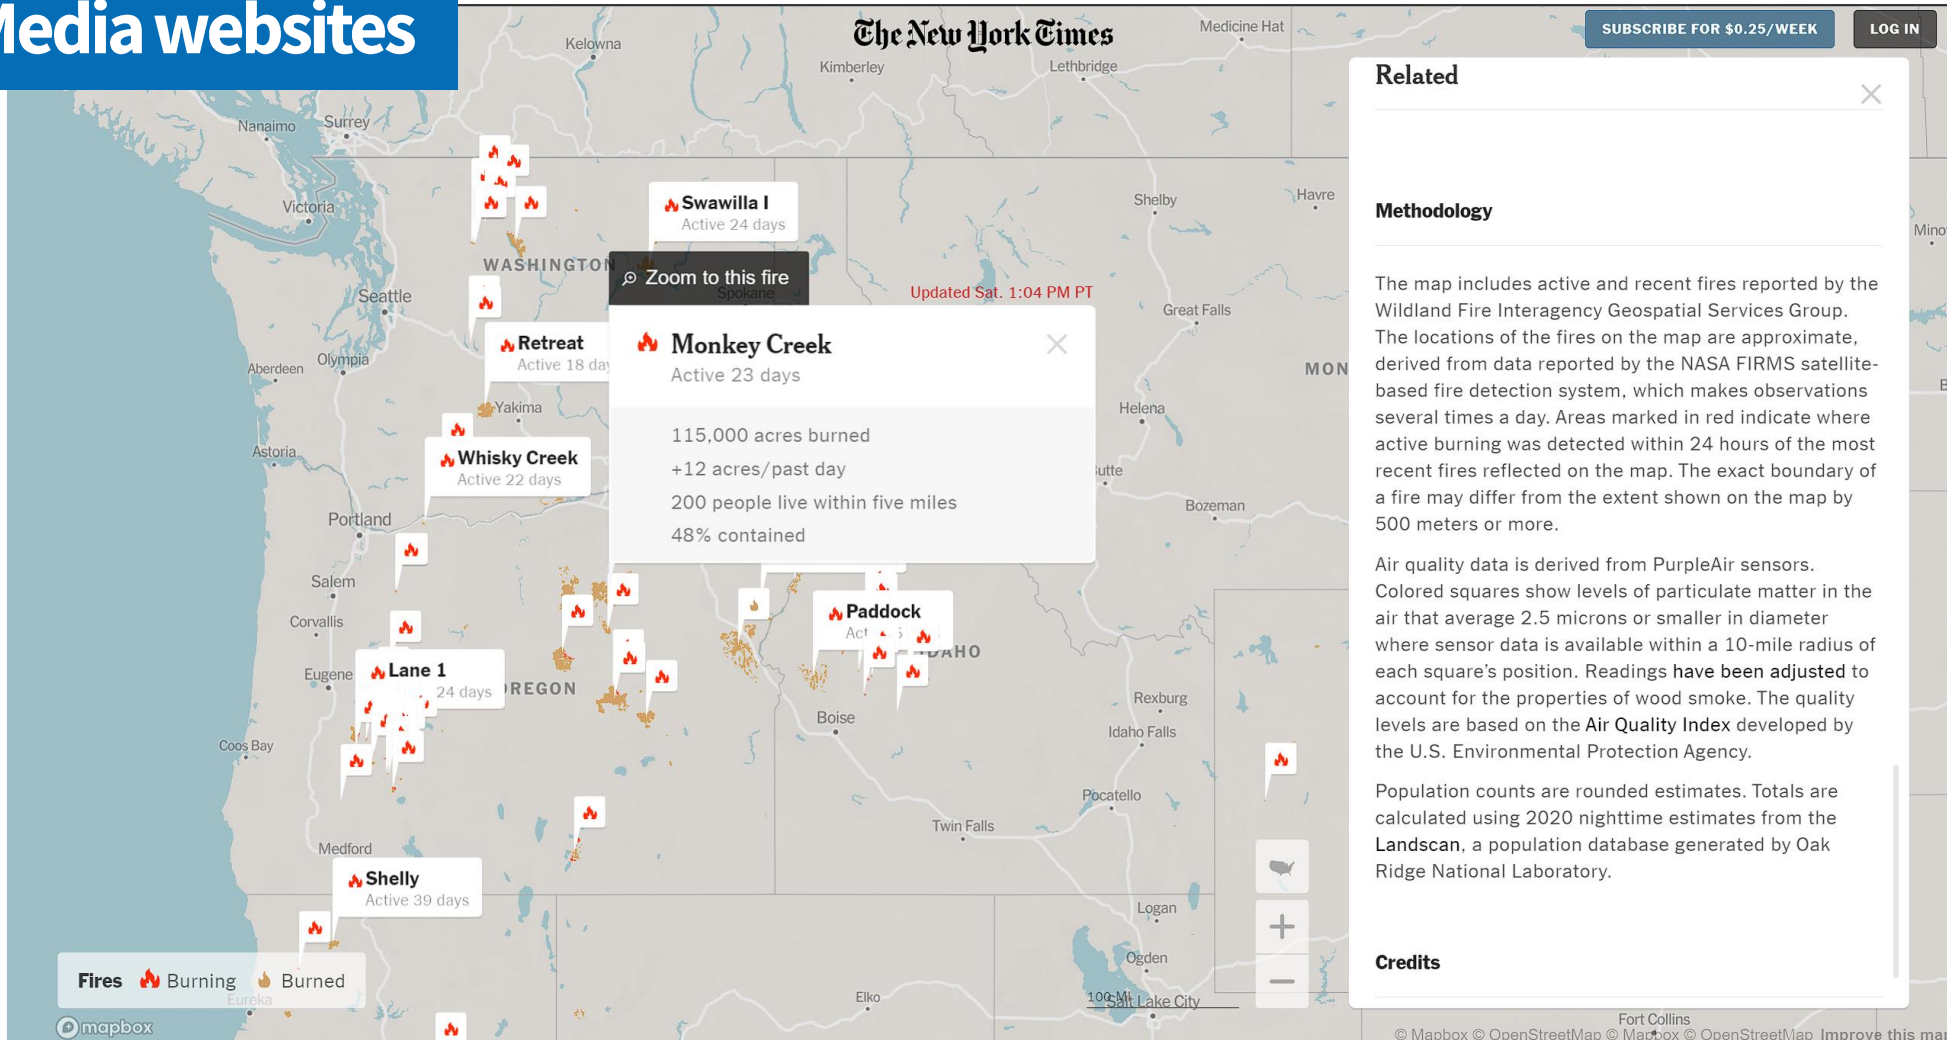 Media websites
The New York Times
SUBSCRIBE FOR $0.25/WEEK
LOG IN
Kelowna
Medicine Hat
Kimberley
Lethbridge
Nanaimo
Surrey
Victoria
Shelby
Havre
Swawilla I
Active 24 days
WASHINGTON
Zoom to this fire
Spokane
Updated Sat. 1:04 PM PT
Seattle
Great Falls
Retreat
Active 18 day
Monkey Creek
Active 23 days
Olympia
Aberdeen
MON
Yakima
Helena
115,000 acres burned
+12 acres/past day
200 people live within five miles
48% contained
Astoria
Whisky Creek
Active 22 days
utte
Bozeman
Portland
Salem
Corvallis
Paddock
Act
IDAHO
Eugene
Lane 1
24 days
OREGON
Rexburg
Boise
Idaho Falls
Coos Bay
Pocatello
Twin Falls
Medford
Shelly
Active 39 days
Logan
Ogden
Fires
Burning
Burned
Eureka
Elko
100 MI
Salt Lake City
mapbox
Related
Methodology
The map includes active and recent fires reported by the
Wildland Fire Interagency Geospatial Services Group.
The locations of the fires on the map are approximate,
derived from data reported by the NASA FIRMS satellite-
based fire detection system, which makes observations
several times a day. Areas marked in red indicate where
active burning was detected within 24 hours of the most
recent fires reflected on the map. The exact boundary of
a fire may differ from the extent shown on the map by
500 meters or more.
Air quality data is derived from PurpleAir sensors.
Colored squares show levels of particulate matter in the
air that average 2.5 microns or smaller in diameter
where sensor data is available within a 10-mile radius of
each square's position. Readings have been adjusted to
account for the properties of wood smoke. The quality
levels are based on the Air Quality Index developed by
the U.S. Environmental Protection Agency.
Population counts are rounded estimates. Totals are
calculated using 2020 nighttime estimates from the
Landscan, a population database generated by Oak
Ridge National Laboratory.
Credits
Mino
Fort Collins
© Mapbox © OpenStreetMap © Mapbox © OpenStreetMap Improve this ma